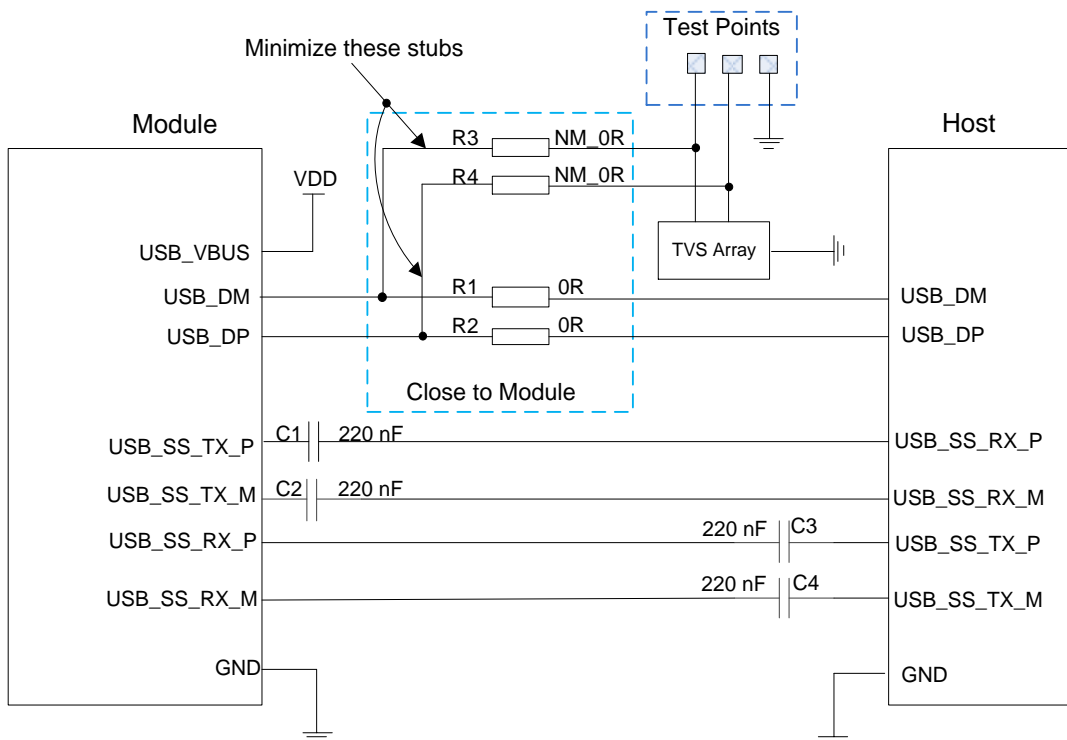 Test Points
Minimize these stubs
Module
Host
R3 NM_0R
R4 NM_0R
VDD
TVS Array
USB_VBUS
USB_DM R1 0R USB_DM
USB_DP R2 0R USB_DP
Close to Module
USB_SS_TX_P C1 220 nF USB_SS_RX_P
USB_SS_TX_M C2 220 nF USB_SS_RX_M
USB_SS_RX_P 220 nF C3 USB_SS_TX_P
USB_SS_RX_M 220 nF C4 USB_SS_TX_M
GND GND